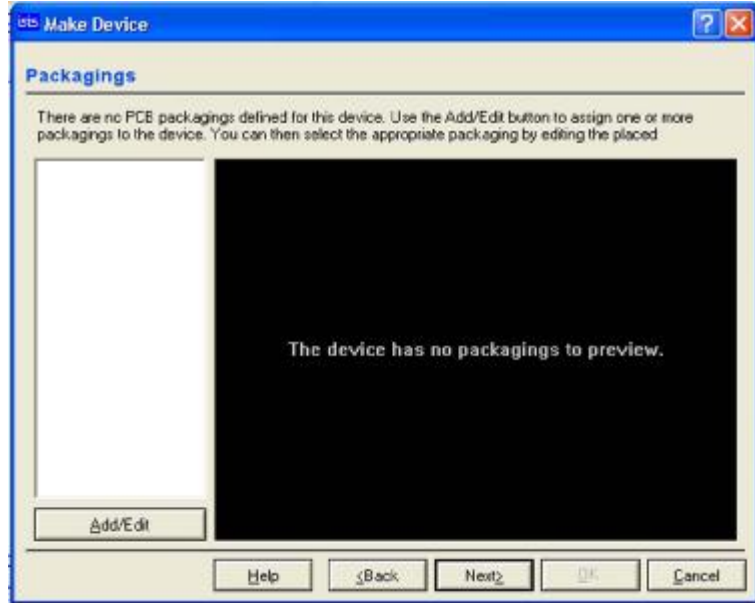 isis Make Device
Packagings
There are no PCB packagings defined for this device. Use the Add/Edit button to assign one or more
packagings to the device. You can then select the appropriate packaging by editing the placed
The device has no packagings to preview.
Add/Edit
Help <Back Next> OK Cancel